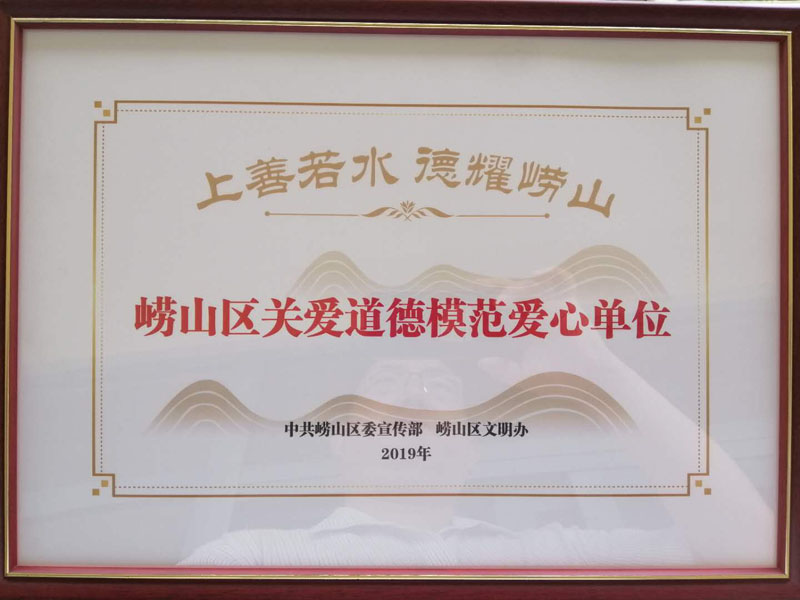 上善若水 德耀崂山
崂山区关爱道德模范爱心单位
中共崂山区委宣传部 崂山区文明办
2019年